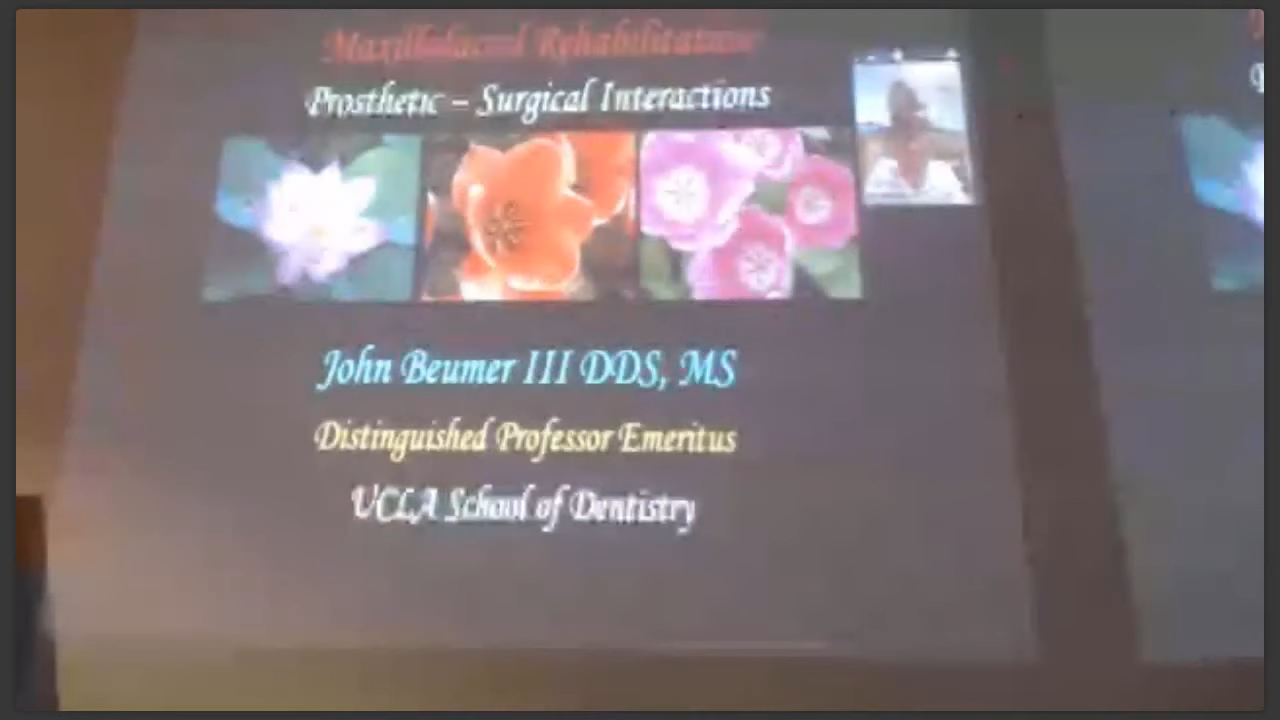 Maxillofacial Rehabilitation
Prosthetic – Surgical Interactions
John Beumer III DDS, MS
Distinguished Professor Emeritus
UCLA School of Dentistry